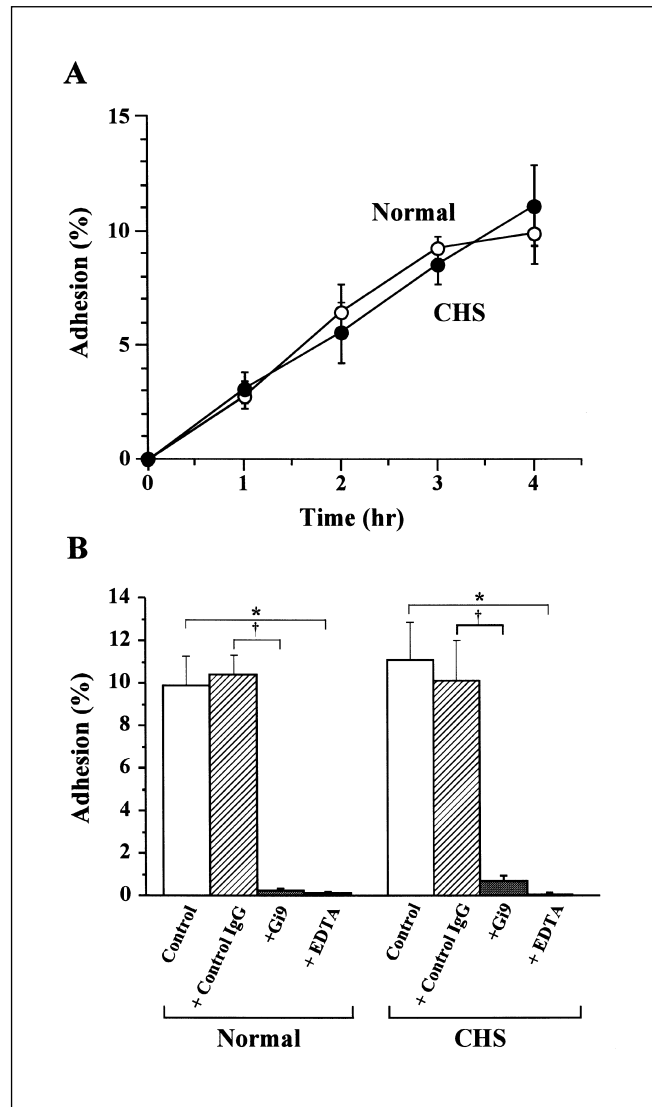 A
15
10
5
0
Adhesion (%)
Normal
CHS
0 1 2 3 4
Time (hr)
B
14
12
10
8
6
4
2
0
Adhesion (%)
*
†
*
†
Control
+ Control IgG
+Gi9
+ EDTA
Control
+ Control IgG
+Gi9
+ EDTA
Normal CHS